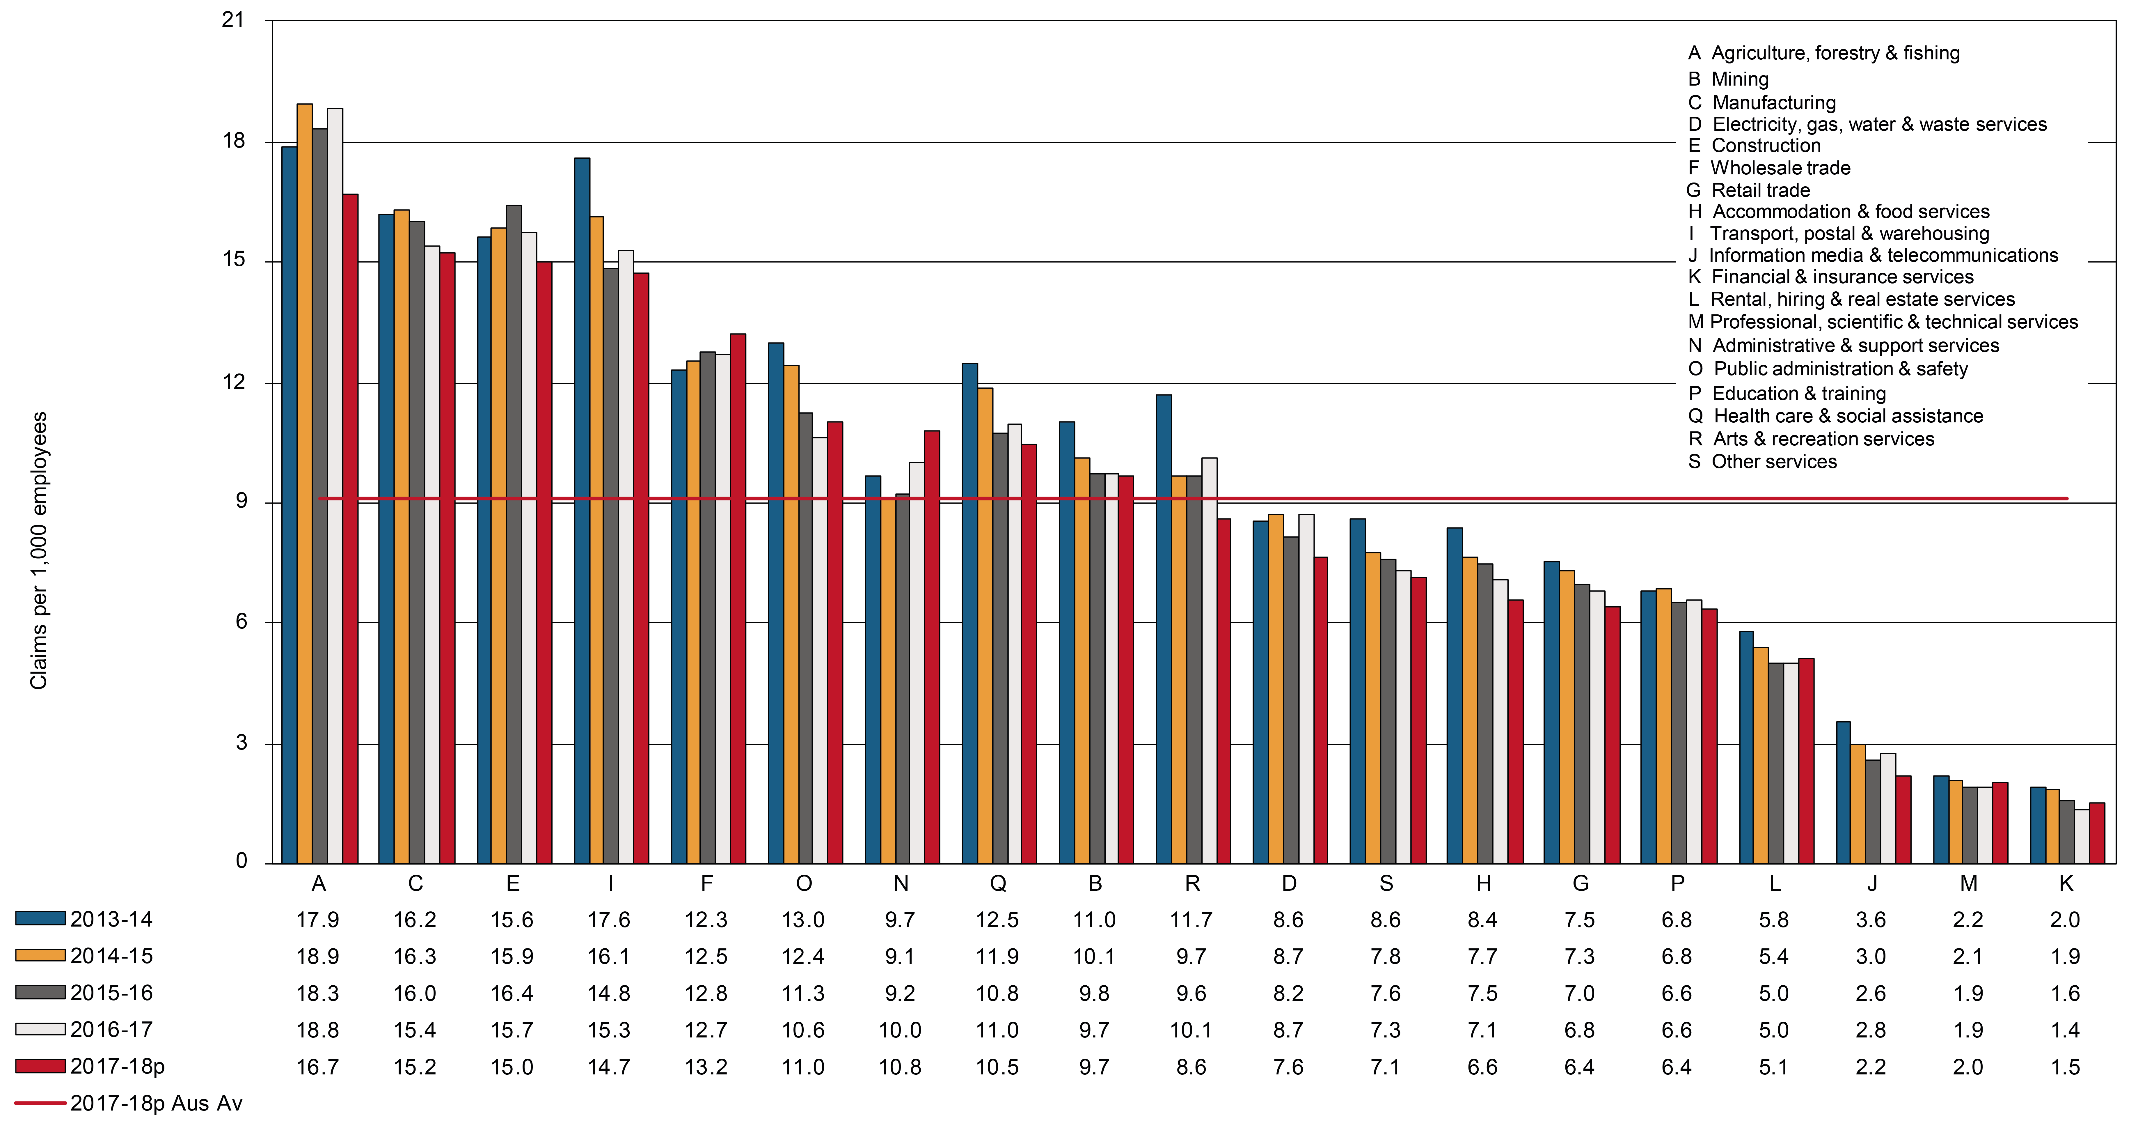 21
18
15
12
9
6
3
0
Claims per 1,000 employees
A Agriculture, forestry & fishing
B Mining
C Manufacturing
D Electricity, gas, water & waste services
E Construction
F Wholesale trade
G Retail trade
H Accommodation & food services
I Transport, postal & warehousing
J Information media & telecommunications
K Financial & insurance services
L Rental, hiring & real estate services
M Professional, scientific & technical services
N Administrative & support services
O Public administration & safety
P Education & training
Q Health care & social assistance
R Arts & recreation services
S Other services
A C E I F O N Q B R D S H G P L J M K
2013-14 17.9 16.2 15.6 17.6 12.3 13.0 9.7 12.5 11.0 11.7 8.6 8.6 8.4 7.5 6.8 5.8 3.6 2.2 2.0
2014-15 18.9 16.3 15.9 16.1 12.5 12.4 9.1 11.9 10.1 9.7 8.7 7.8 7.7 7.3 6.8 5.4 3.0 2.1 1.9
2015-16 18.3 16.0 16.4 14.8 12.8 11.3 9.2 10.8 9.8 9.6 8.2 7.6 7.5 7.0 6.6 5.0 2.6 1.9 1.6
2016-17 18.8 15.4 15.7 15.3 12.7 10.6 10.0 11.0 9.7 10.1 8.7 7.3 7.1 6.8 6.6 5.0 2.8 1.9 1.4
2017-18p 16.7 15.2 15.0 14.7 13.2 11.0 10.8 10.5 9.7 8.6 7.6 7.1 6.6 6.4 6.4 5.1 2.2 2.0 1.5
2017-18p Aus Av